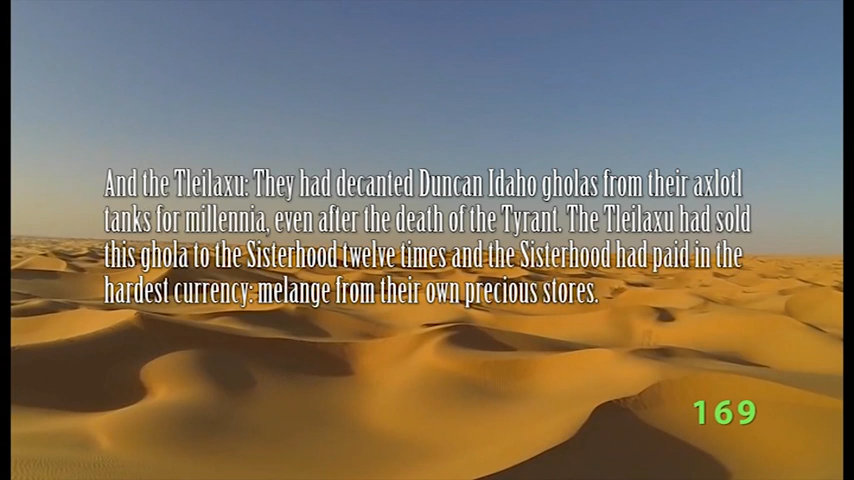 And the Tleilaxu: They had decanted Duncan Idaho gholas from their axlotl
tanks for millennia, even after the death of the Tyrant. The Tleilaxu had sold
this ghola to the Sisterhood twelve times and the Sisterhood had paid in the
hardest currency: melange from their own precious stores.
169